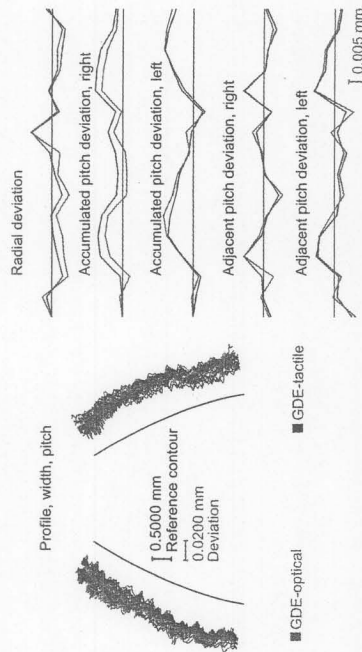 Profile, width, pitch
0.5000 mm
Reference contour
0.0200 mm
Deviation
GDE-optical
GDE-tactile
Radial deviation
Accumulated pitch deviation, right
Accumulated pitch deviation, left
Adjacent pitch deviation, right
Adjacent pitch deviation, left
0.005 mm